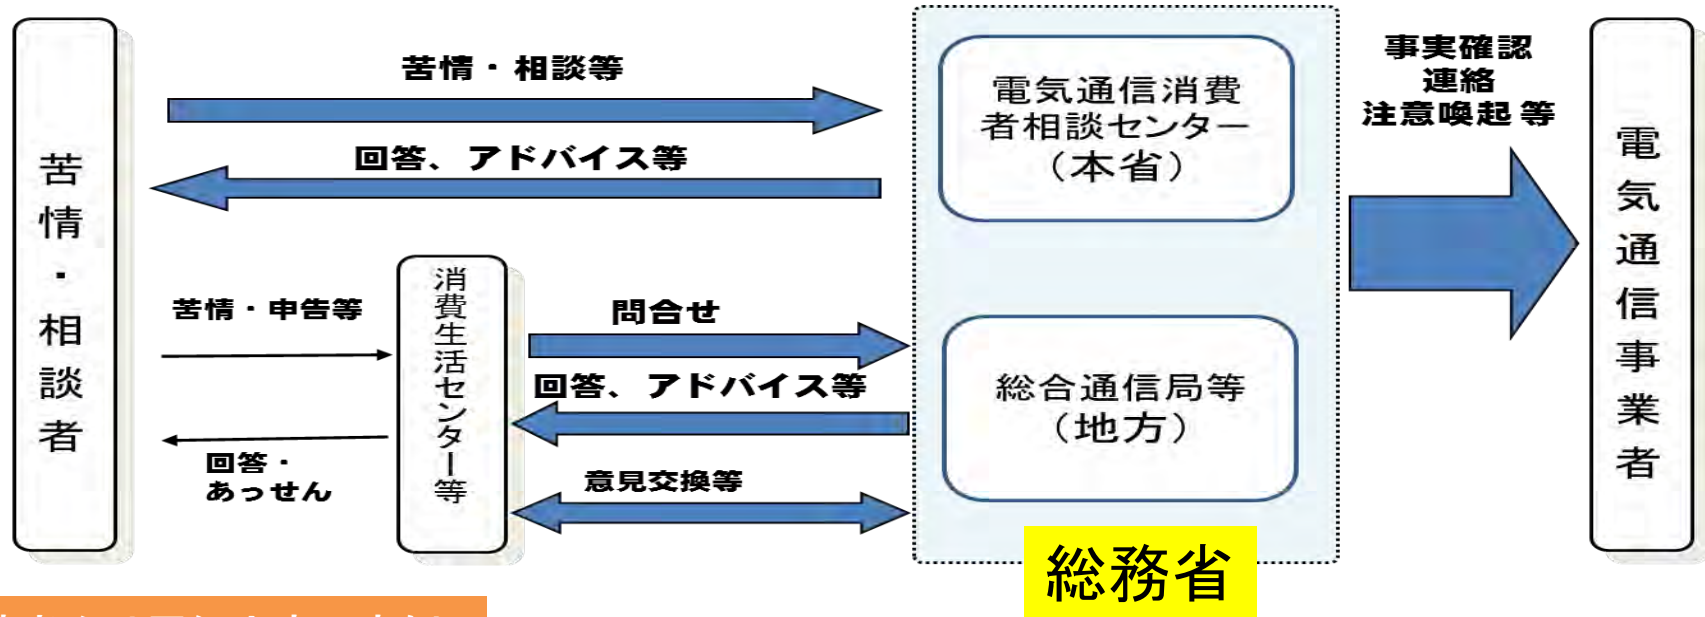 苦情・相談者
苦情・相談等
回答、アドバイス等
苦情・申告等
回答・
あっせん
消費生活センター等
問合せ
回答、アドバイス等
意見交換等
電気通信消費
者相談センター
（本省）
総合通信局等
（地方）
総務省
事実確認
連絡
注意喚起 等
電気通信事業者